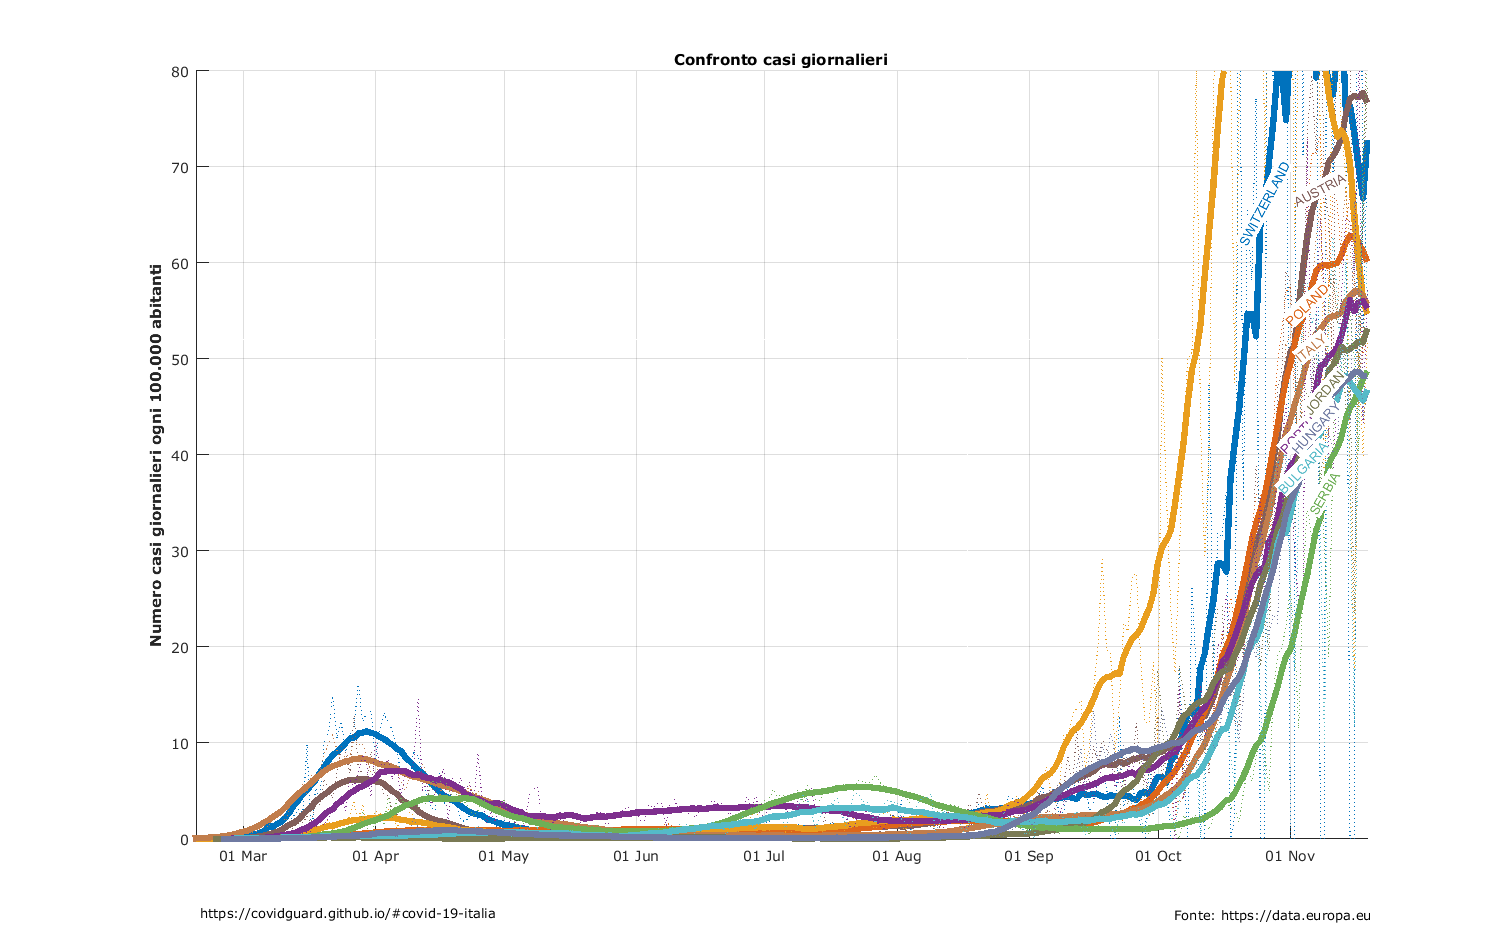 Confronto casi giornalieri
Numero casi giornalieri ogni 100.000 abitanti
80
70
60
50
40
30
20
10
0
01 Mar
01 Apr
01 May
01 Jun
01 Jul
01 Aug
01 Sep
01 Oct
01 Nov
SWITZERLAND
AUSTRIA
POLAND
ITALY
JORDAN
HUNGARY
BULGARIA
SERBIA
https://covidguard.github.io/#covid-19-italia
Fonte: https://data.europa.eu